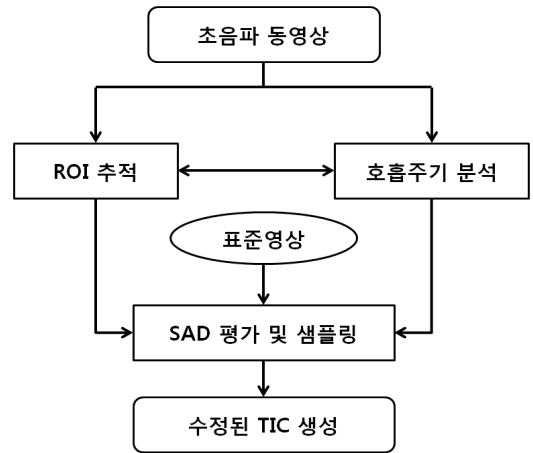 초음파 동영상
ROI 추적
호흡주기 분석
표준영상
SAD 평가 및 샘플링
수정된 TIC 생성